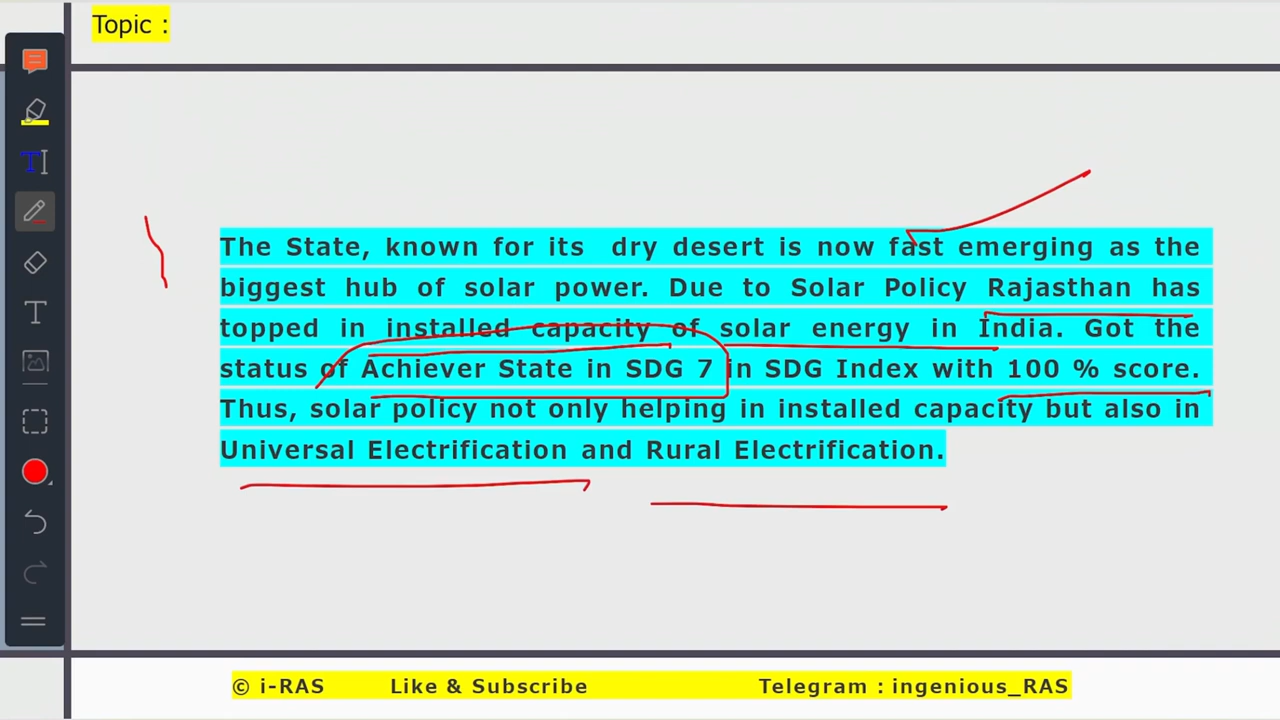 Topic :
The State, known for its dry desert is now fast emerging as the
biggest hub of solar power. Due to Solar Policy Rajasthan has
topped in installed capacity of solar energy in India. Got the
status of Achiever State in SDG 7 in SDG Index with 100 % score.
Thus, solar policy not only helping in installed capacity but also in
Universal Electrification and Rural Electrification.
© i-RAS Like & Subscribe Telegram : ingenious_RAS